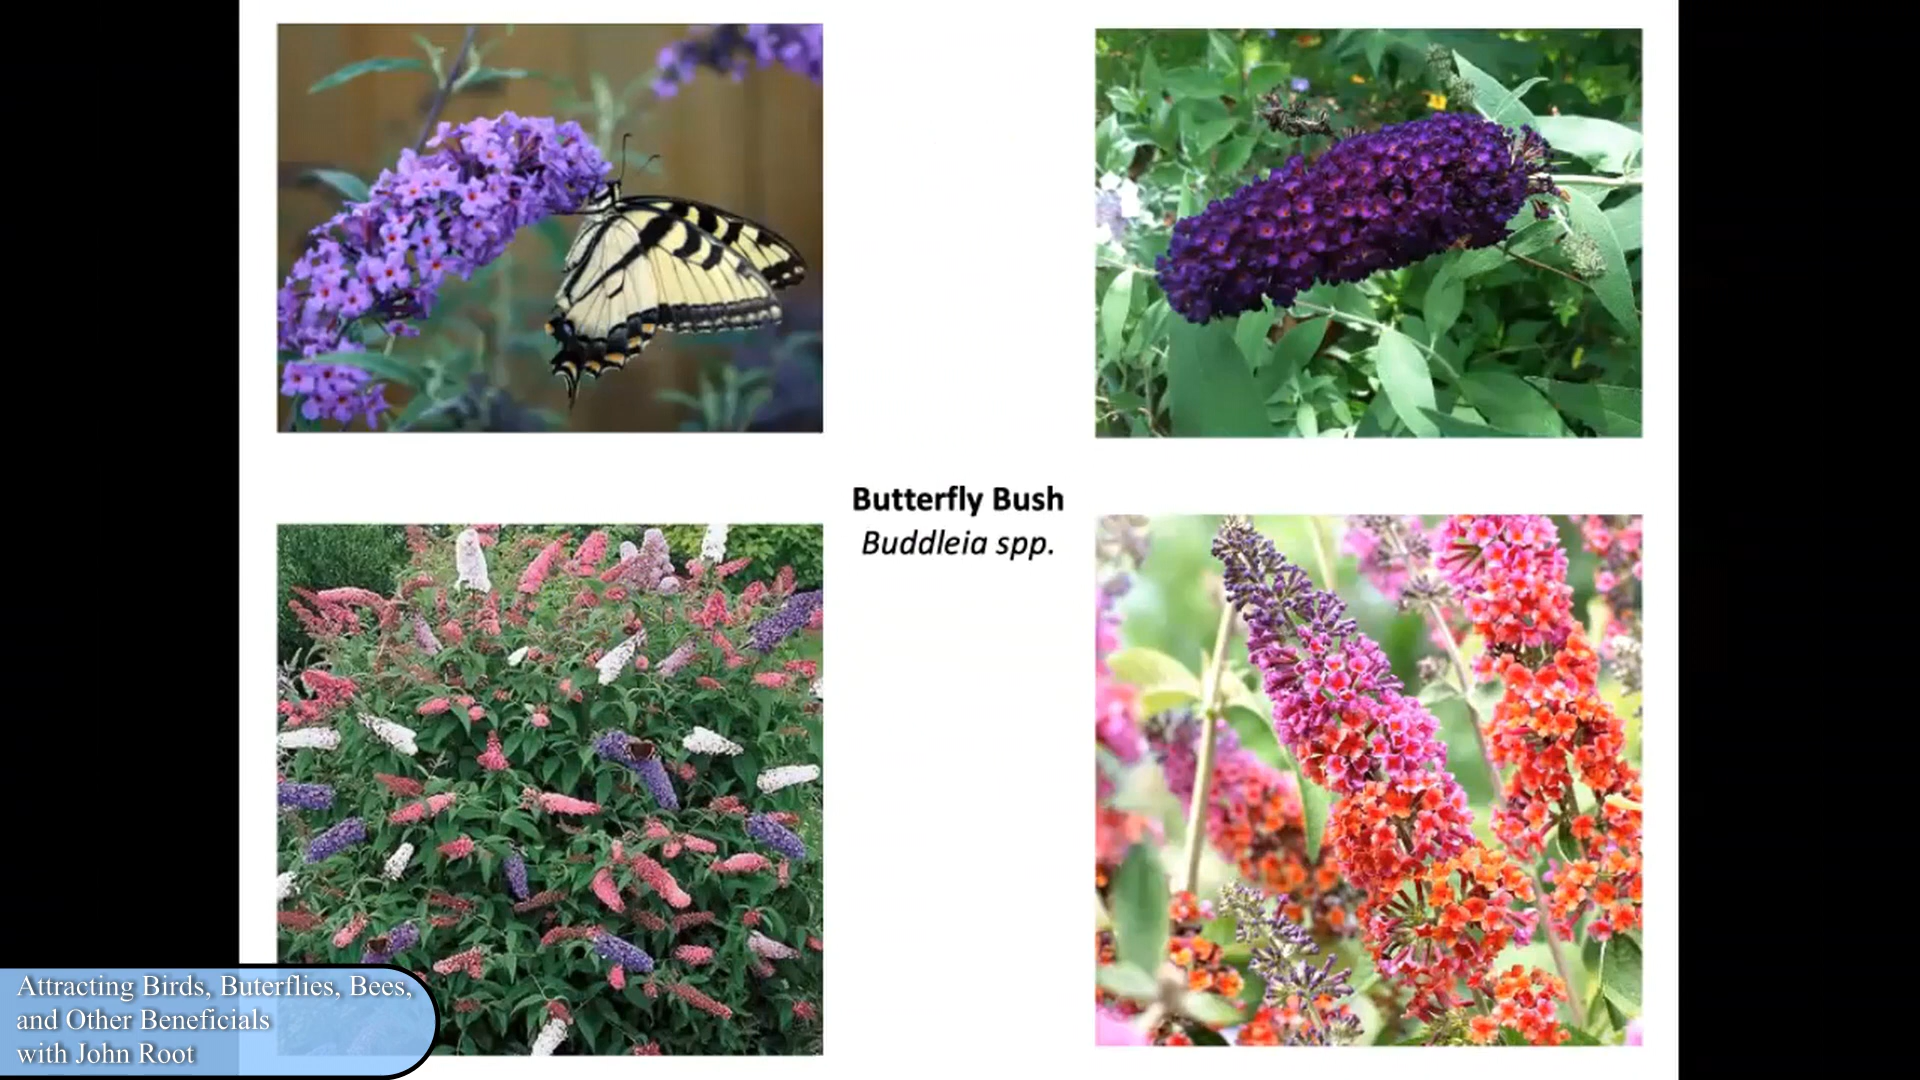 Butterfly Bush
Buddleia spp.
Attracting Birds, Buterflies, Bees,
and Other Beneficials
with John Root